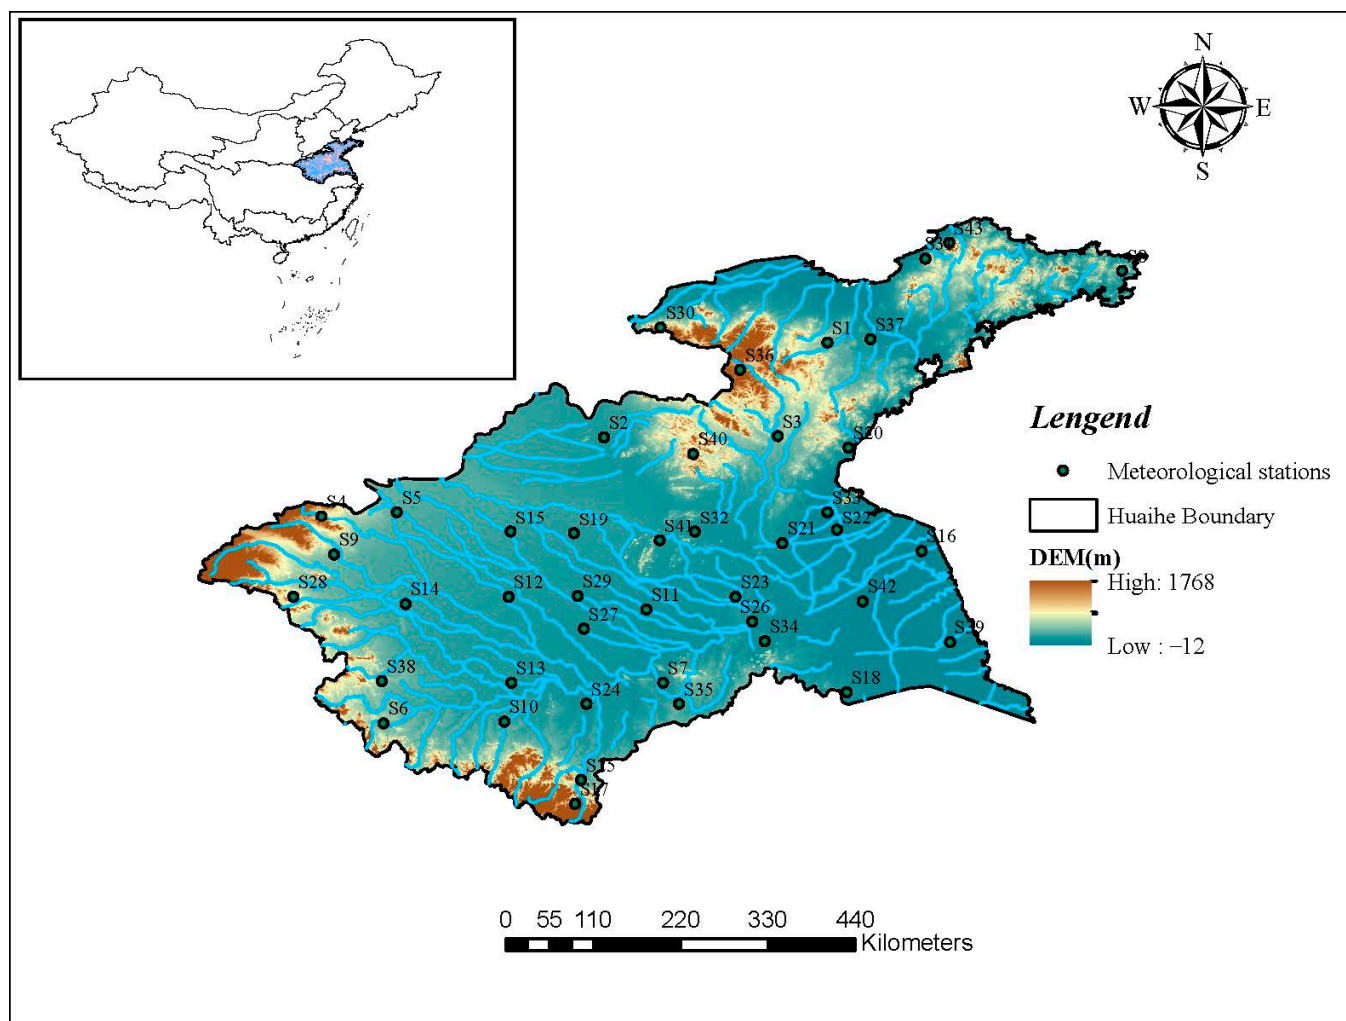 N
W
E
S
S43
S30
S1
S37
S36
S2
S3
S40
S20
Lengend
Meteorological stations
Huaihe Boundary
DEM(m)
High: 1768
Low : −12
S4
S5
S33
S15
S19
S41
S32
S21
S22
S16
S9
S28
S14
S12
S29
S11
S23
S26
S42
S27
S34
S39
S38
S13
S7
S18
S6
S10
S24
S35
S17
0 55 110 220 330 440
Kilometers